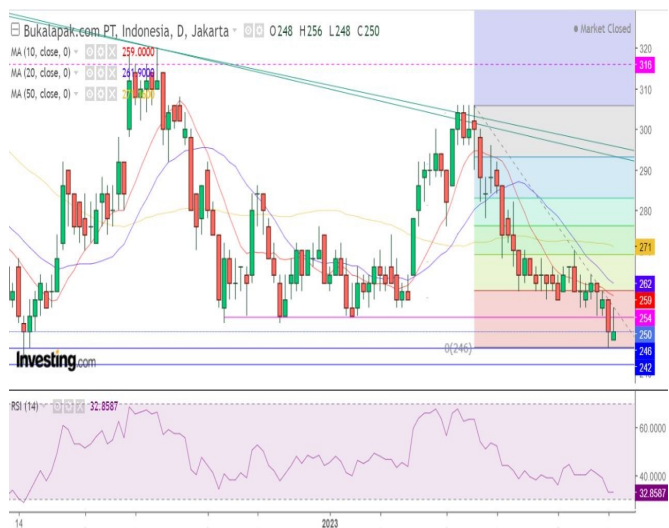 Bukalapak.com PT, Indonesia, D, Jakarta O248 H256 L248 C250
Market Closed
MA (10, close, 0) 259.0000
MA (20, close, 0) 261.9000
MA (50, close, 0)
320
316
310
300
290
280
271
262
259
254
250
246
242
0(246)
Investing.com
RSI (14) 32.8587
60.0000
40.0000
32.8587
14
2023